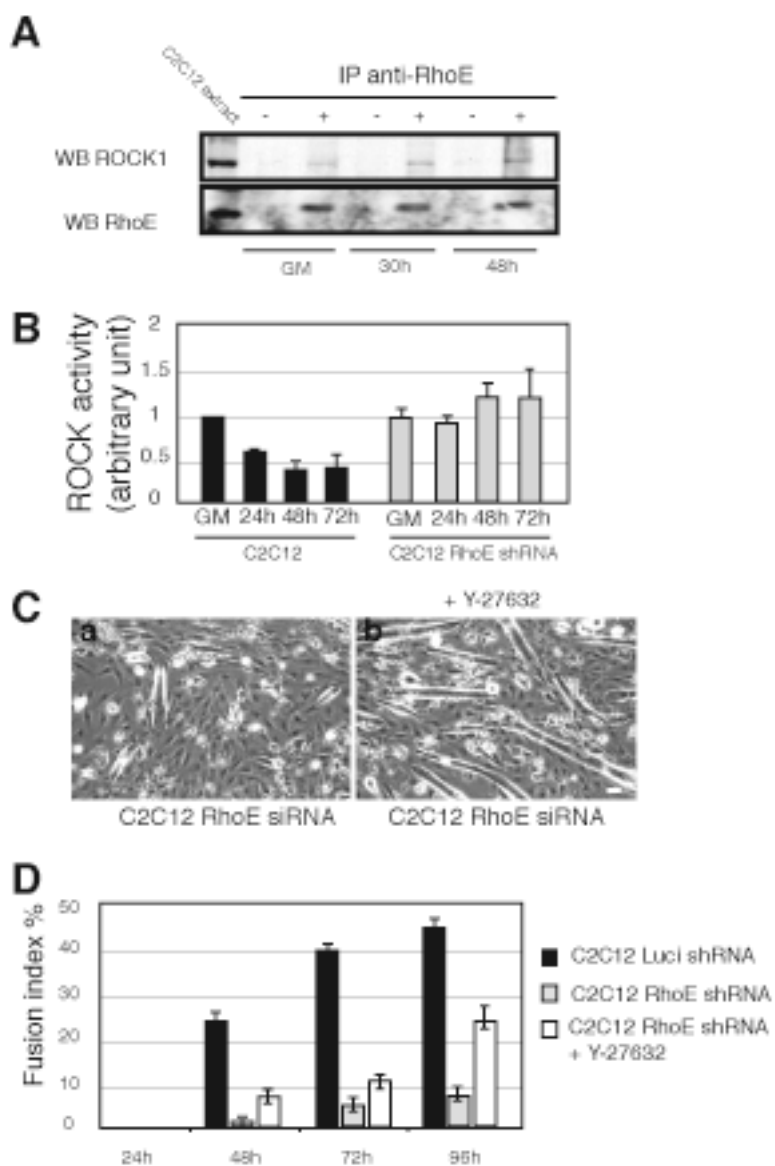 A
C2C12 extract
IP anti-RhoE
- + - + - +
WB ROCK1
WB RhoE
GM 30h 48h
B
ROCK activity
(arbitrary unit)
2
1.5
1
0.5
0
GM 24h 48h 72h GM 24h 48h 72h
C2C12 C2C12 RhoE shRNA
C
+ Y-27632
a b
C2C12 RhoE siRNA C2C12 RhoE siRNA
D
Fusion index %
50
40
30
20
10
0
24h 48h 72h 96h
C2C12 Luci shRNA
C2C12 RhoE shRNA
C2C12 RhoE shRNA
+ Y-27632